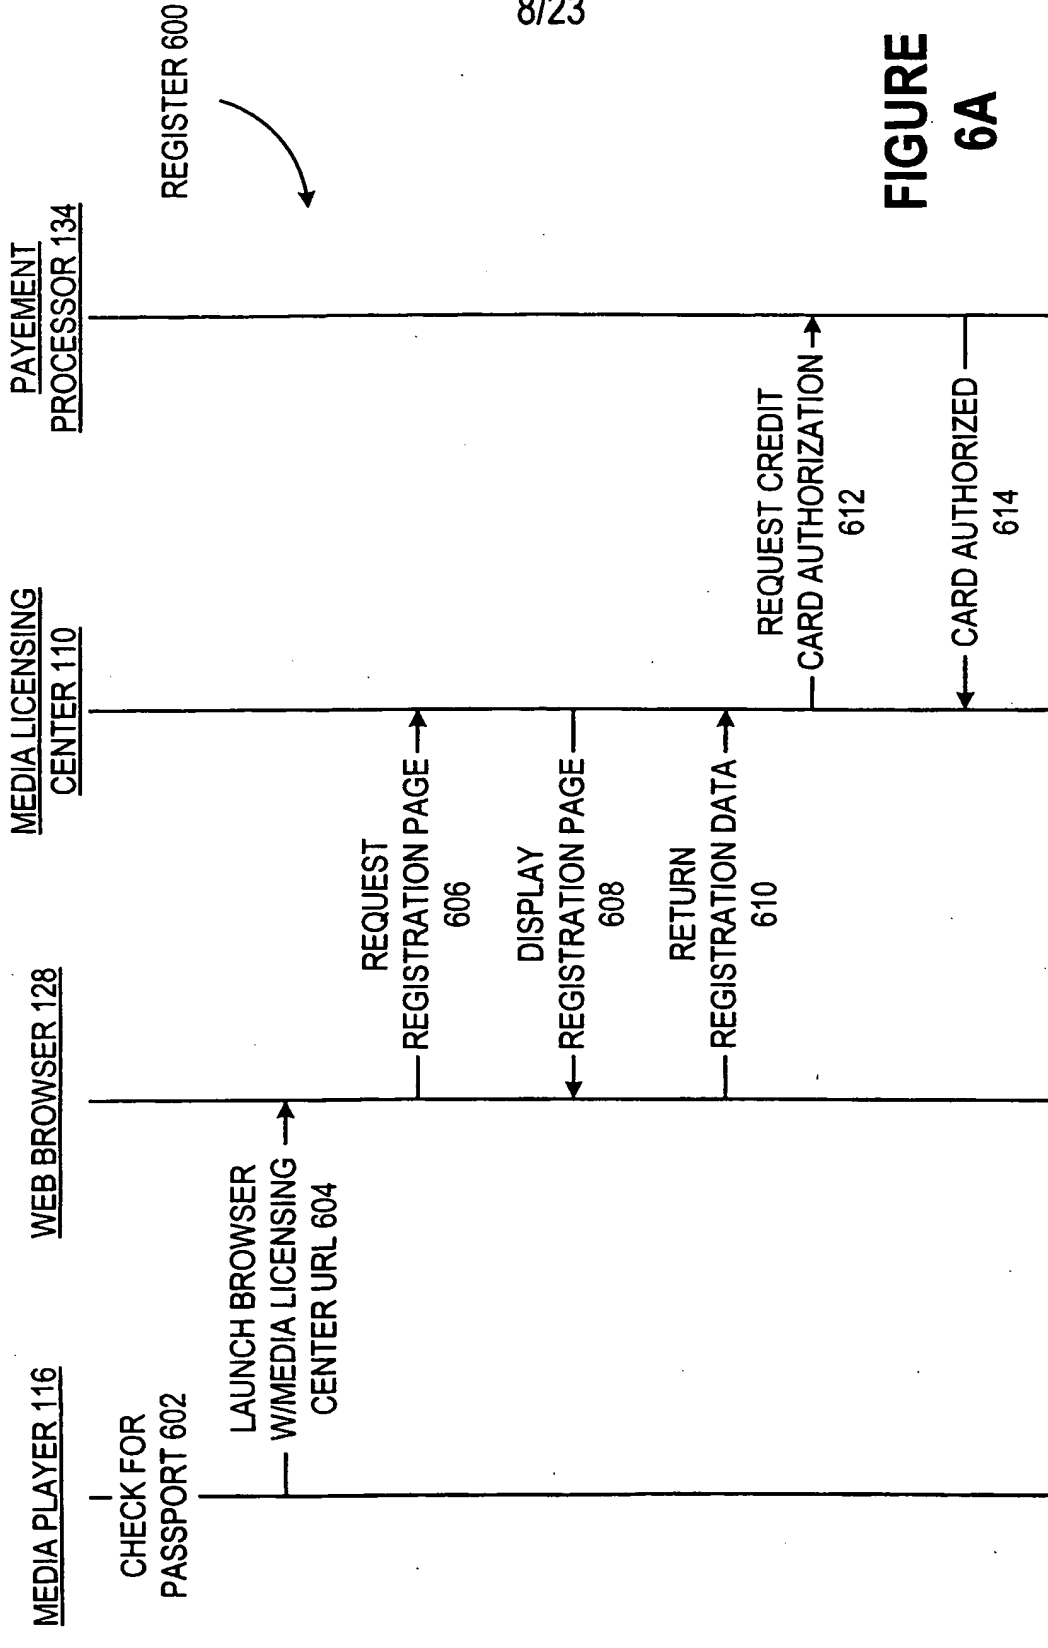 8/23
REGISTER 600
MEDIA PLAYER 116
WEB BROWSER 128
MEDIA LICENSING
CENTER 110
PAYEMENT
PROCESSOR 134
CHECK FOR
PASSPORT 602
LAUNCH BROWSER
W/MEDIA LICENSING
CENTER URL 604
REQUEST
REGISTRATION PAGE
606
DISPLAY
REGISTRATION PAGE
608
RETURN
REGISTRATION DATA
610
REQUEST CREDIT
CARD AUTHORIZATION
612
CARD AUTHORIZED
614
FIGURE
6A